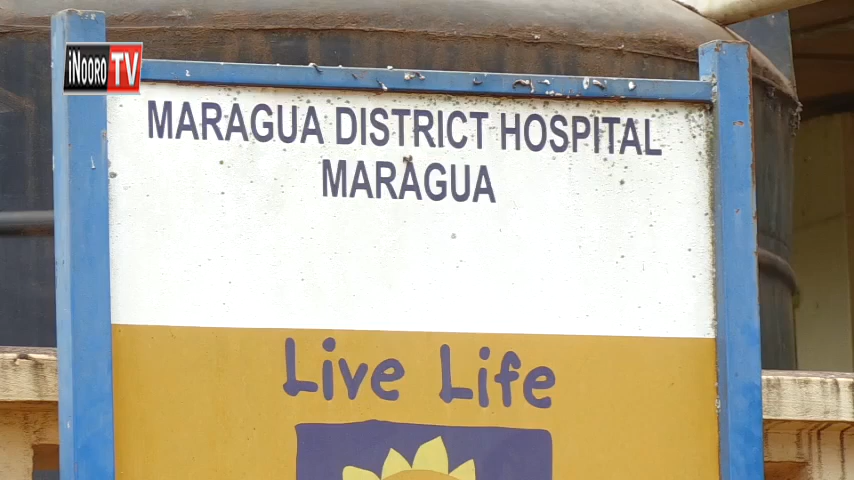 iNOORO TV
MARAGUA DISTRICT HOSPITAL
MARAGUA
Live Life